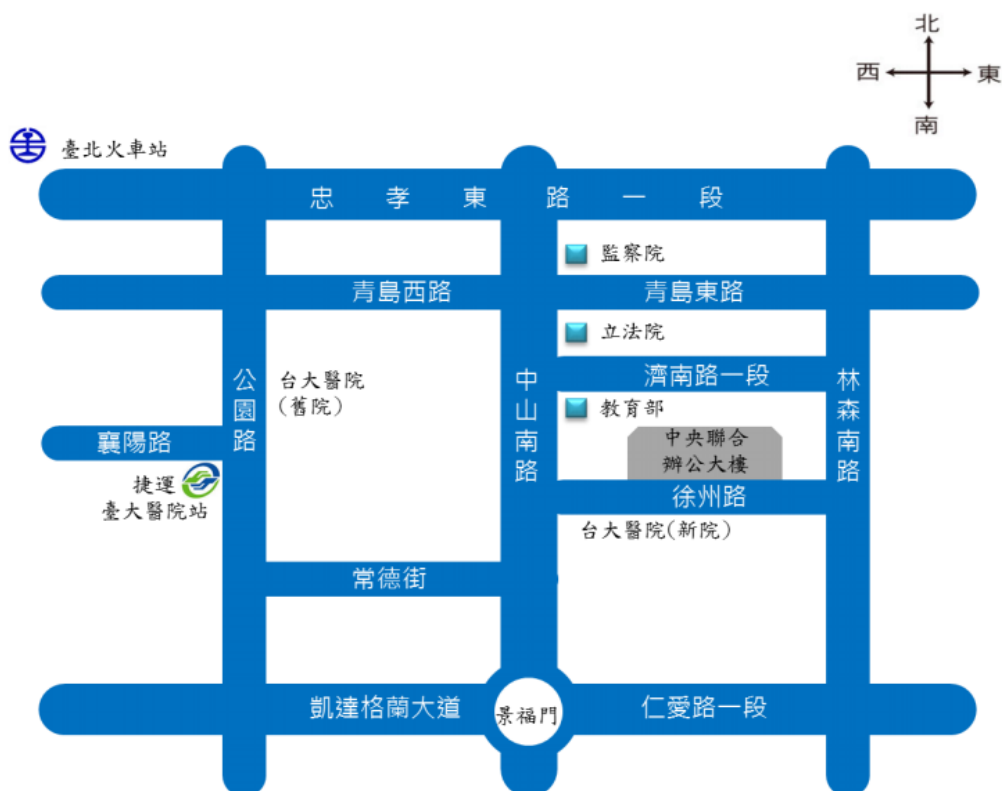 北
西 東
南
臺北火車站
忠孝東路一段
監察院
青島西路
青島東路
立法院
公園路
台大醫院
(舊院)
中山南路
濟南路一段
林森南路
教育部
襄陽路
中央聯合
辦公大樓
捷運
臺大醫院站
徐州路
台大醫院(新院)
常德街
凱達格蘭大道
景福門
仁愛路一段